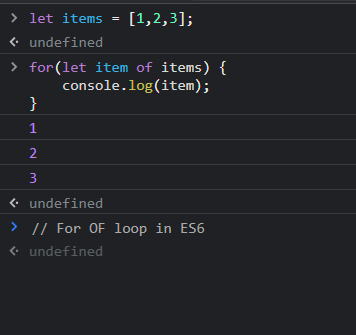 let items = [1,2,3];
undefined
for(let item of items) {
    console.log(item);
}
1
2
3
undefined
// For OF loop in ES6
undefined